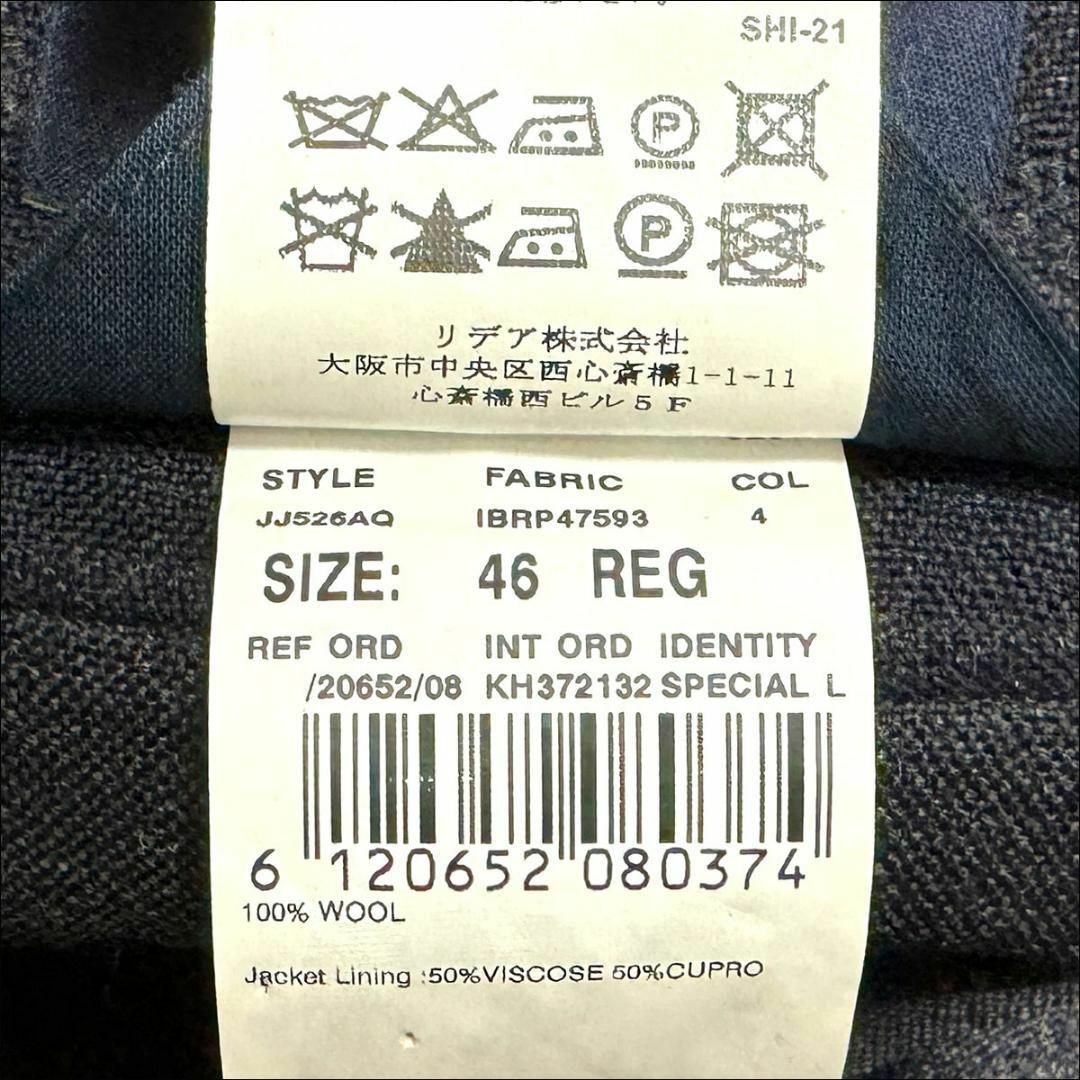 SHI-21
P
P
リデア株式会社
大阪市中央区西心斎橋1-1-11
心斎橋西ビル5F
STYLE FABRIC COL
JJ526AQ IBRP47593 4
SIZE: 46 REG
REF ORD INT ORD IDENTITY
/20652/08 KH372132 SPECIAL L
6 120652 080374
100% WOOL
Jacket Lining :50%VISCOSE 50%CUPRO